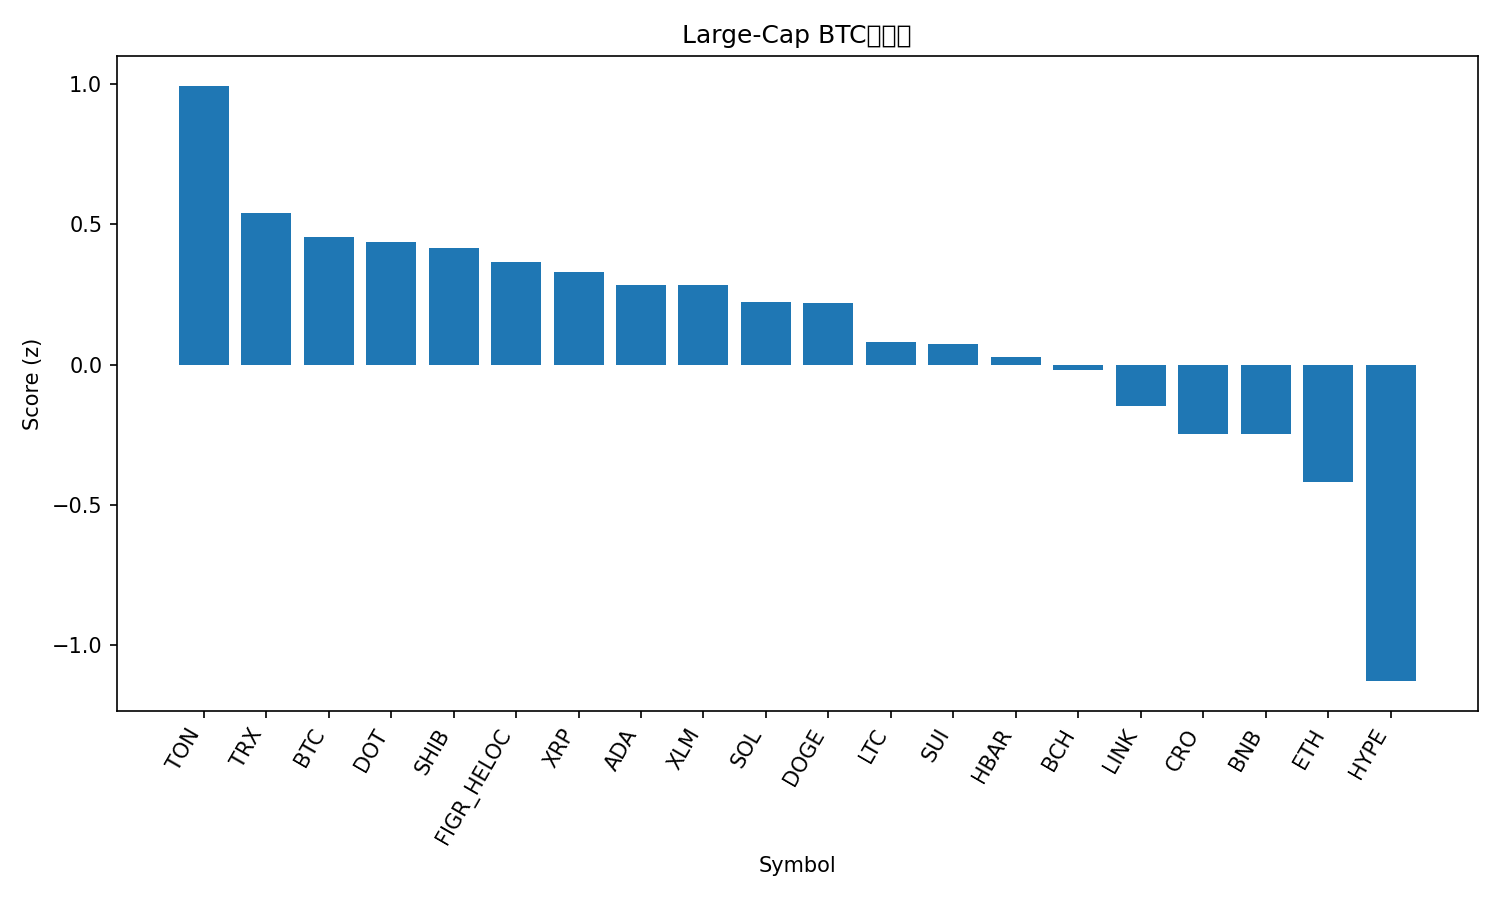 Large-Cap BTC
1.0
0.5
0.0
−0.5
−1.0
Score (z)
TON
TRX
BTC
DOT
SHIB
FIGR_HELOC
XRP
ADA
XLM
SOL
DOGE
LTC
SUI
HBAR
BCH
LINK
CRO
BNB
ETH
HYPE
Symbol